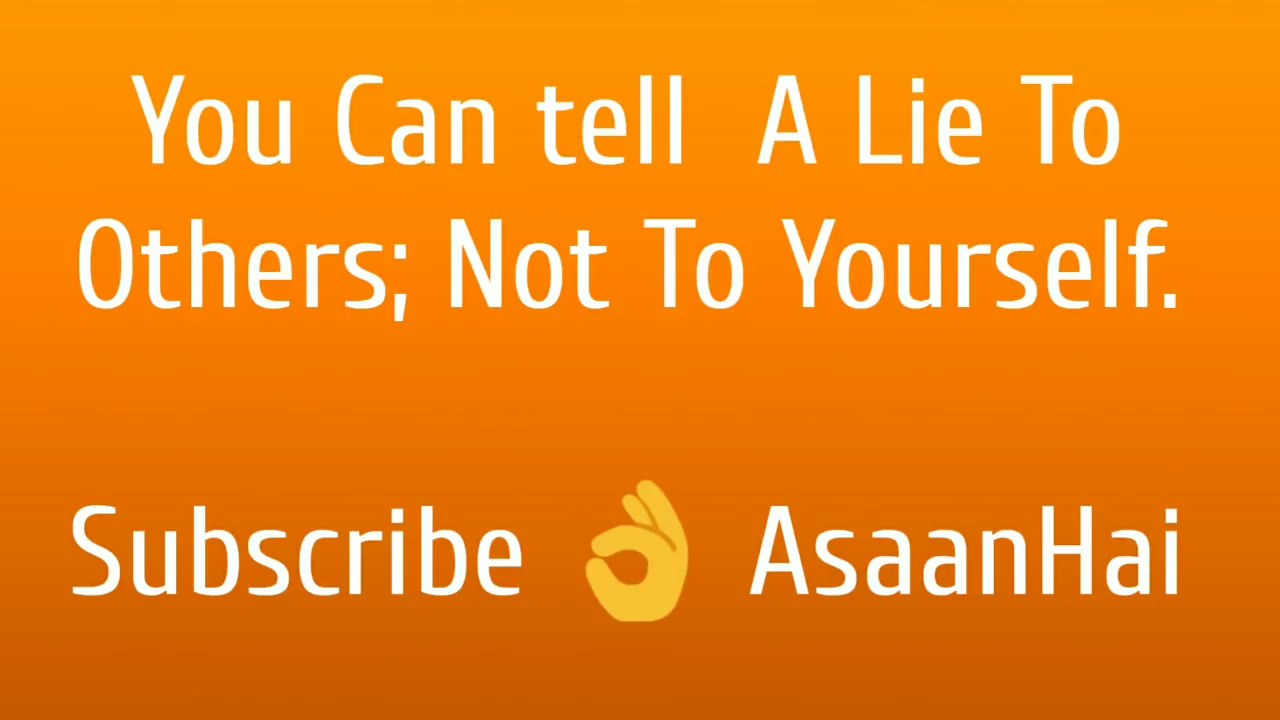 You Can tell  A Lie To
Others; Not To Yourself.
Subscribe 👌 AsaanHai